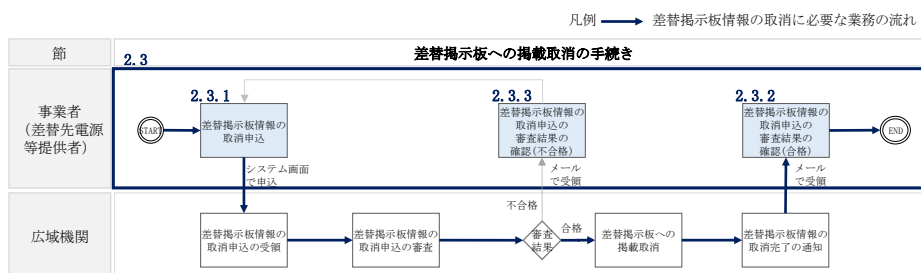 凡例 差替掲示板情報の取消に必要な業務の流れ
節
差替掲示板への掲載取消の手続き
2.3
事業者
(差替先電源
等提供者)
START
2.3.1
差替掲示板情報の
取消申込
2.3.3
差替掲示板情報の
取消申込の
審査結果の
確認(不合格)
2.3.2
差替掲示板情報の
取消申込の
審査結果の
確認(合格)
END
システム画面
で申込
メール
で受領
メール
で受領
不合格
広域機関
差替掲示板情報の
取消申込の受領
差替掲示板情報の
取消申込の審査
審査
結果
合格
差替掲示板への
掲載取消
差替掲示板情報の
取消完了の通知